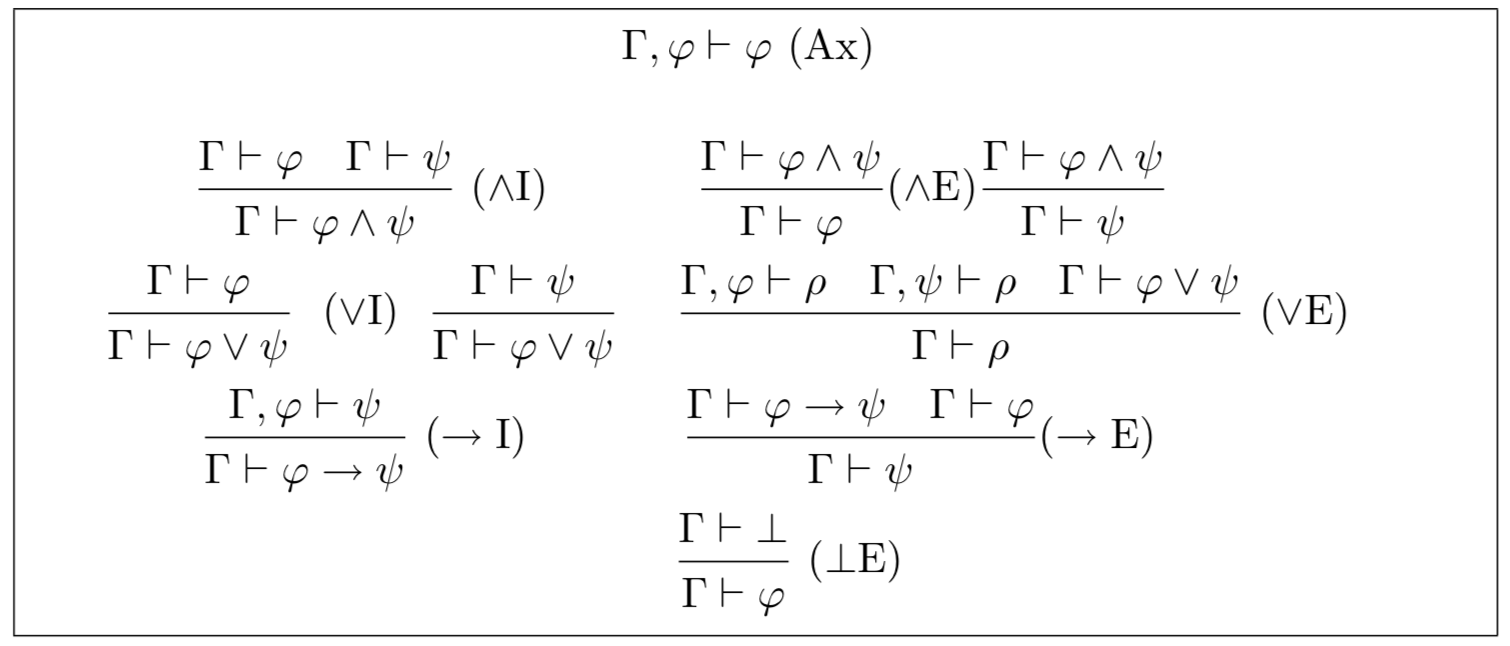 Γ, φ ⊢ φ (Ax)
Γ ⊢ φ   Γ ⊢ ψ   Γ ⊢ φ ∧ ψ   Γ ⊢ φ ∧ ψ
(∧I)   (∧E)
Γ ⊢ φ ∧ ψ   Γ ⊢ φ   Γ ⊢ ψ
Γ ⊢ φ   Γ ⊢ ψ   Γ, φ ⊢ ρ   Γ, ψ ⊢ ρ   Γ ⊢ φ ∨ ψ
(∨I)   (∨E)
Γ ⊢ φ ∨ ψ   Γ ⊢ φ ∨ ψ   Γ ⊢ ρ
Γ, φ ⊢ ψ   Γ ⊢ φ → ψ   Γ ⊢ φ
(→ I)   (→ E)
Γ ⊢ φ → ψ   Γ ⊢ ψ
Γ ⊢ ⊥
(⊥E)
Γ ⊢ φ